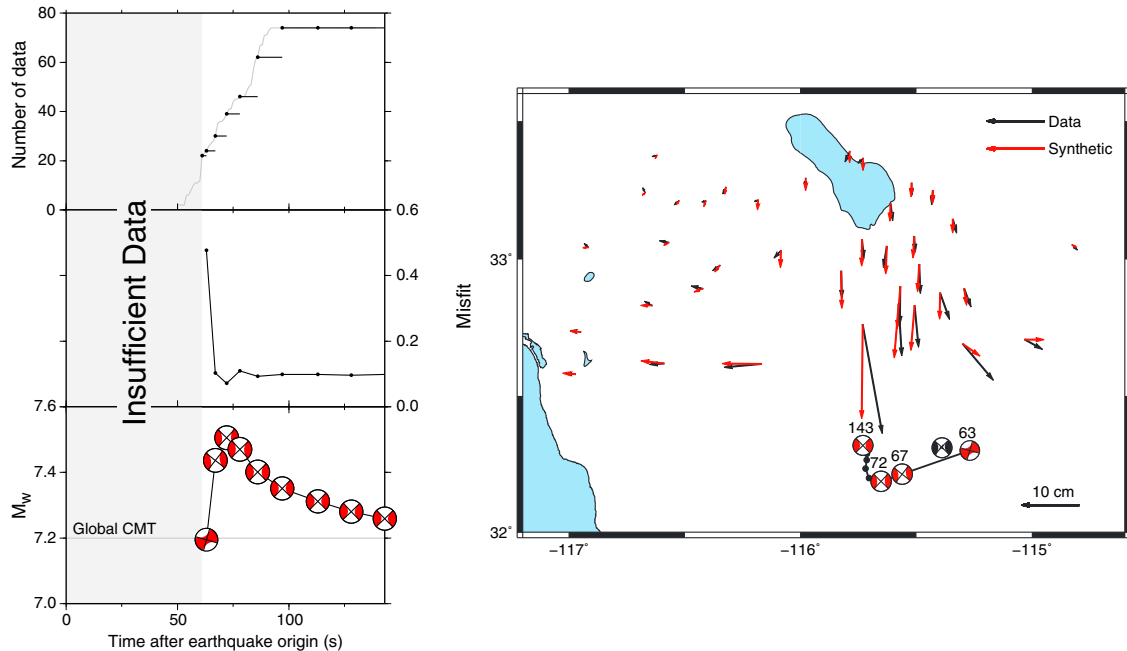 80
60
40
20
0
Number of data
Insufficient Data
0.6
0.4
0.2
0.0
Misfit
7.6
7.4
7.2
7.0
Mw
Global CMT
0
50
100
Time after earthquake origin (s)
Data
Synthetic
33˚
32˚
143
72
67
63
10 cm
−117˚
−116˚
−115˚